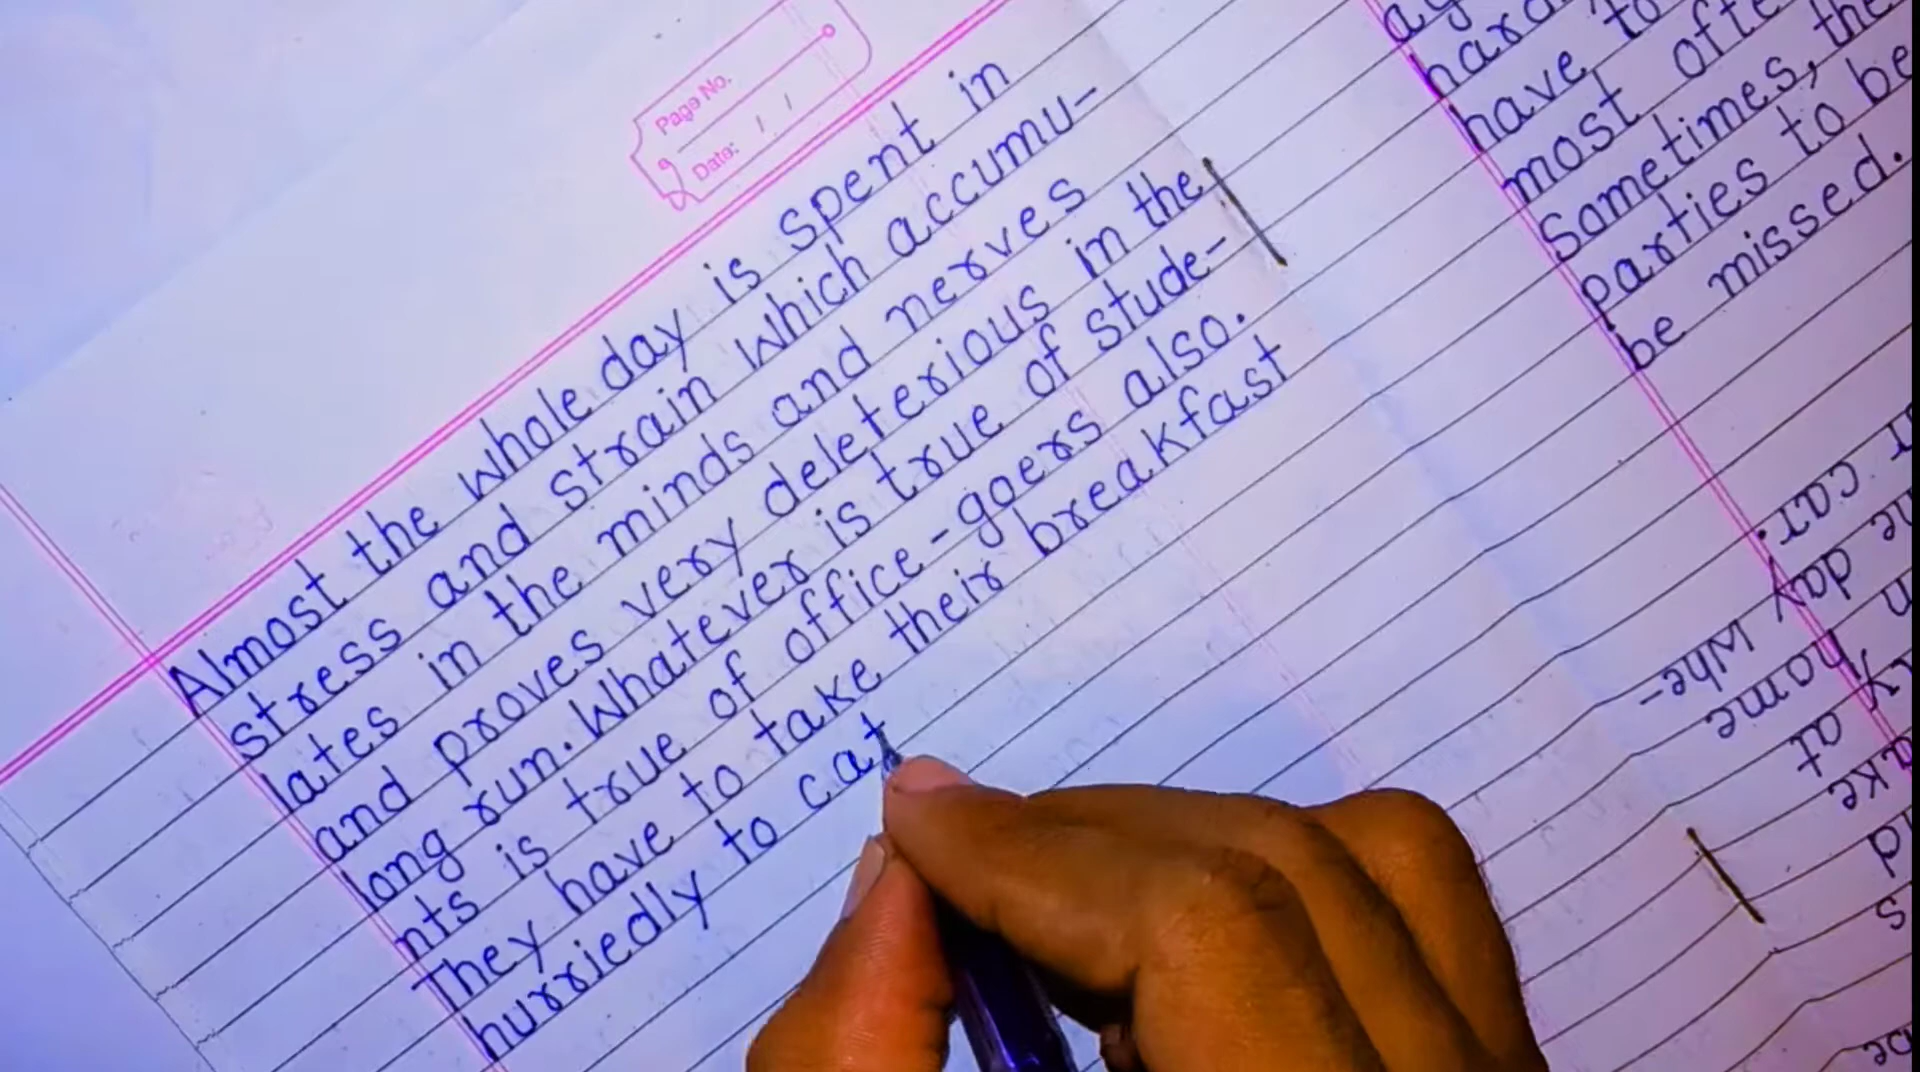 Page No.
Date: / /
Almost the whole day is spent in
stress and strain which accumu-
lates in the minds and nerves
and proves very deleterious in the
long run. Whatever is true of stude-
nts is true of office-goers also.
They have to take their breakfast
hurriedly to cat
have to
most ofte
Sometimes, the
parties to be
be missed.
r car.
he
day whe-
n
home
ly at
ake